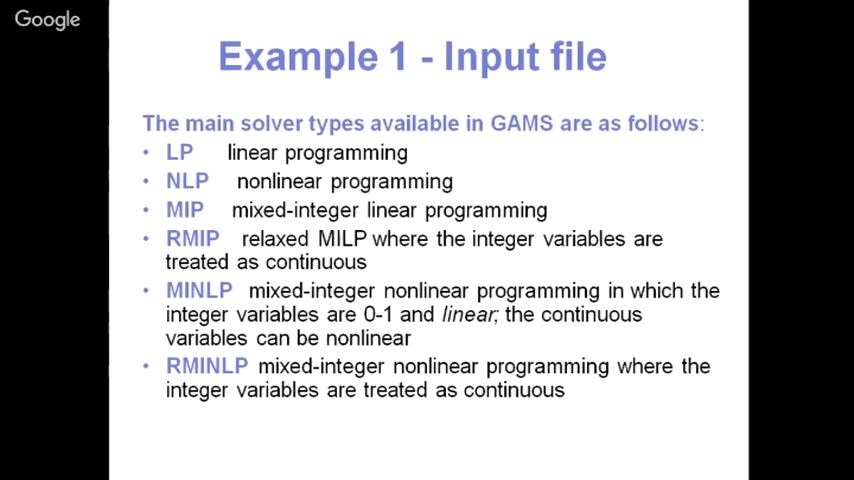 Google
Example 1 - Input file
The main solver types available in GAMS are as follows:
• LP linear programming
• NLP nonlinear programming
• MIP mixed-integer linear programming
• RMIP relaxed MILP where the integer variables are
treated as continuous
• MINLP mixed-integer nonlinear programming in which the
integer variables are 0-1 and linear; the continuous
variables can be nonlinear
• RMINLP mixed-integer nonlinear programming where the
integer variables are treated as continuous